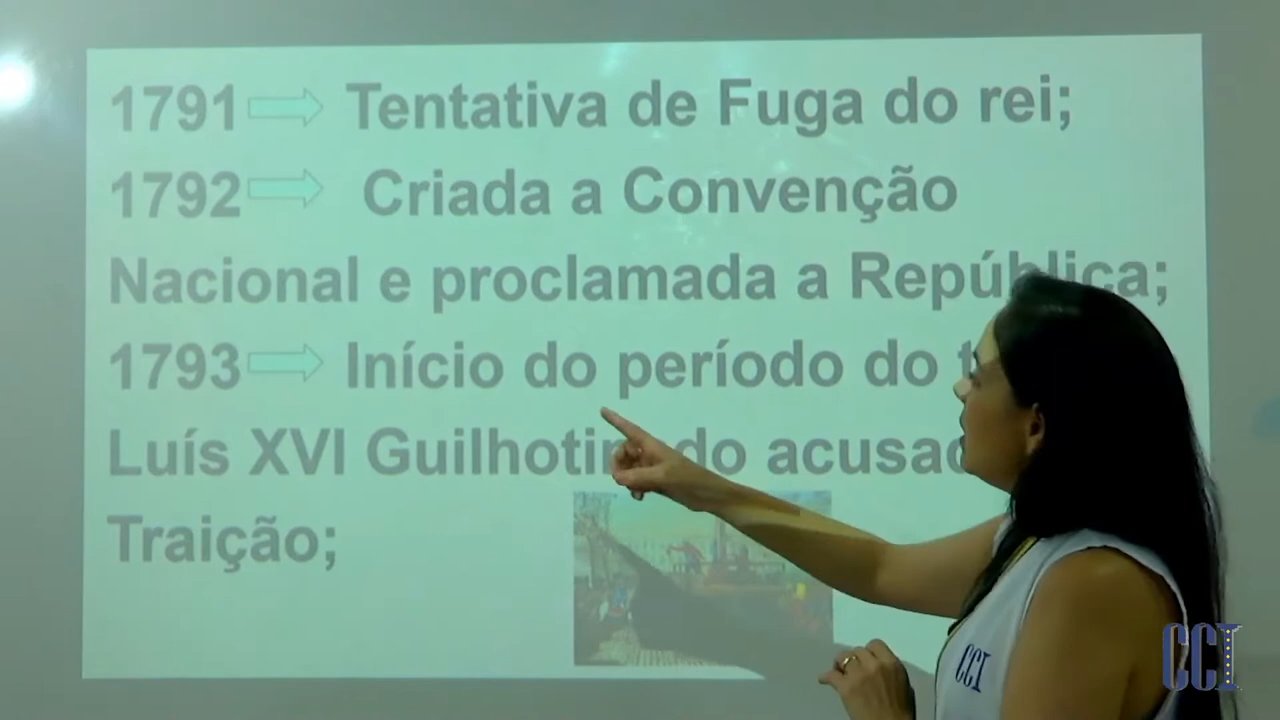 1791 Tentativa de Fuga do rei;
1792 Criada a Convenção
Nacional e proclamada a República;
1793 Início do período do
Luís XVI Guilhotinado
Traição;
CCI
CCI